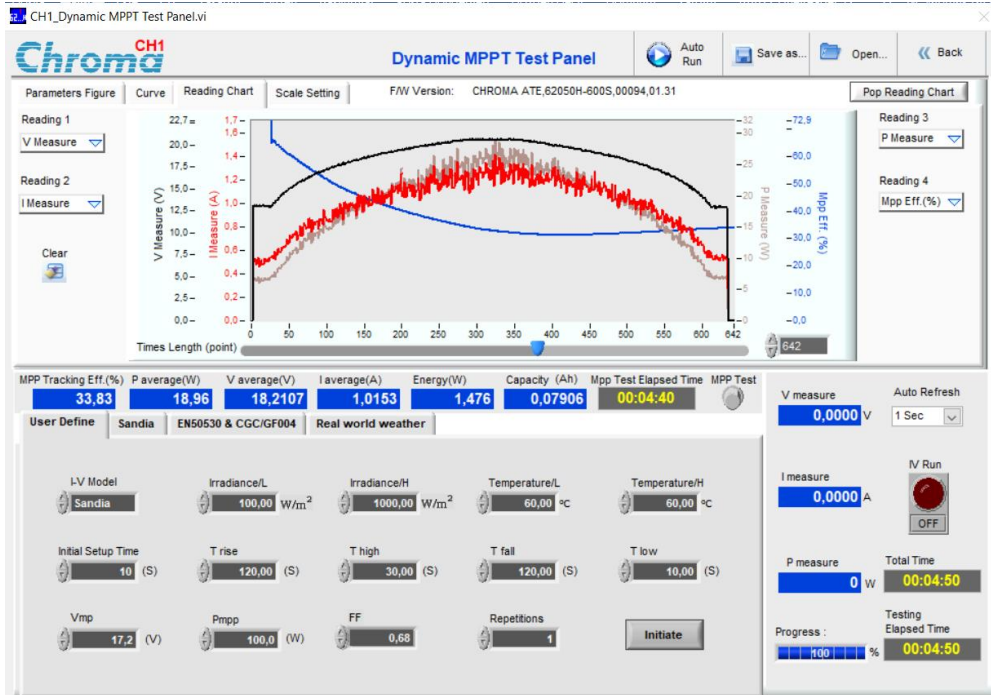 CH1_Dynamic MPPT Test Panel.vi
Chroma CH1
Dynamic MPPT Test Panel
Auto Run
Save as...
Open...
Back
Parameters Figure
Curve
Reading Chart
Scale Setting
F/W Version: CHROMA ATE,62050H-600S,00094,01.31
Pop Reading Chart
Reading 1
V Measure
Reading 2
I Measure
Clear
V Measure (V)
22,7
20,0
17,5
15,0
12,5
10,0
7,5
5,0
2,5
0,0
I Measure (A)
1,7
1,6
1,4
1,2
1,0
0,8
0,6
0,4
0,2
0,0
P Measure (W)
32
30
25
20
15
10
5
0
Mpp Eff. (%)
72,9
60,0
50,0
40,0
30,0
20,0
10,0
0,0
0 50 100 150 200 250 300 350 400 450 500 550 600 642
Times Length (point)
642
Reading 3
P Measure
Reading 4
Mpp Eff.(%)
MPP Tracking Eff.(%) P average(W) V average(V) I average(A) Energy(W) Capacity (Ah) Mpp Test Elapsed Time MPP Test
33,83 18,96 18,2107 1,0153 1,476 0,07906 00:04:40
User Define
Sandia
EN50530 & CGC/GF004
Real world weather
I-V Model Irradiance/L Irradiance/H Temperature/L Temperature/H
Sandia 100,00 W/m² 1000,00 W/m² 60,00 ºC 60,00 ºC
Initial Setup Time T rise T high T fall T low
10 (S) 120,00 (S) 30,00 (S) 120,00 (S) 10,00 (S)
Vmp Pmpp FF Repetitions
17,2 (V) 100,0 (W) 0,68 1
Initiate
V measure
0,0000 V
Auto Refresh
1 Sec
I measure
0,0000 A
IV Run
OFF
P measure
0 W
Total Time
00:04:50
Progress :
100 %
Testing
Elapsed Time
00:04:50